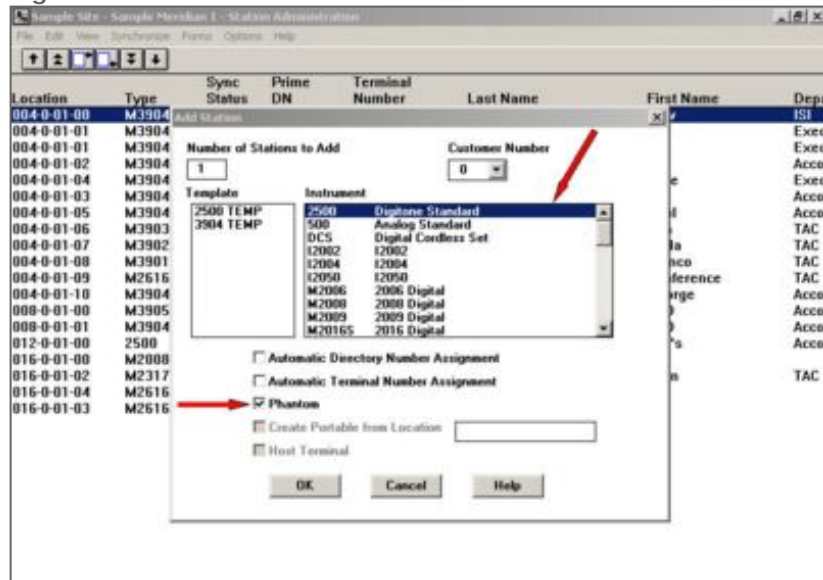 Sample Site - Sample Meridian 1 - Station Administration
File Edit View Synchronize Forms Options Help
Sync Prime Terminal
Location Type Status DN Number Last Name First Name Depa
004-0-01-00 M3904 ISI
004-0-01-01 M3904 Exec
004-0-01-01 M3904 Exec
004-0-01-02 M3904 Acco
004-0-01-04 M3904 e Exec
004-0-01-03 M3904 Acco
004-0-01-05 M3904 l Acco
004-0-01-06 M3903 TAC
004-0-01-07 M3902 la TAC
004-0-01-08 M3901 nco TAC
004-0-01-09 M2616 ference TAC
004-0-01-10 M3904 rge Acco
008-0-01-00 M3905 Acco
008-0-01-01 M3904 Acco
012-0-01-00 2500 's Acco
016-0-01-00 M2008
016-0-01-02 M2317 n TAC
016-0-01-04 M2616
016-0-01-03 M2616
Add Station
Number of Stations to Add Customer Number
1 0
Template Instrument
2500 TEMP
3904 TEMP
2500 Digitone Standard
500 Analog Standard
DCS Digital Cordless Set
I2002 I2002
I2004 I2004
I2050 I2050
M2006 2006 Digital
M2008 2008 Digital
M2009 2009 Digital
M2016S 2016 Digital
Automatic Directory Number Assignment
Automatic Terminal Number Assignment
Phantom
Create Portable from Location
Host Terminal
OK Cancel Help